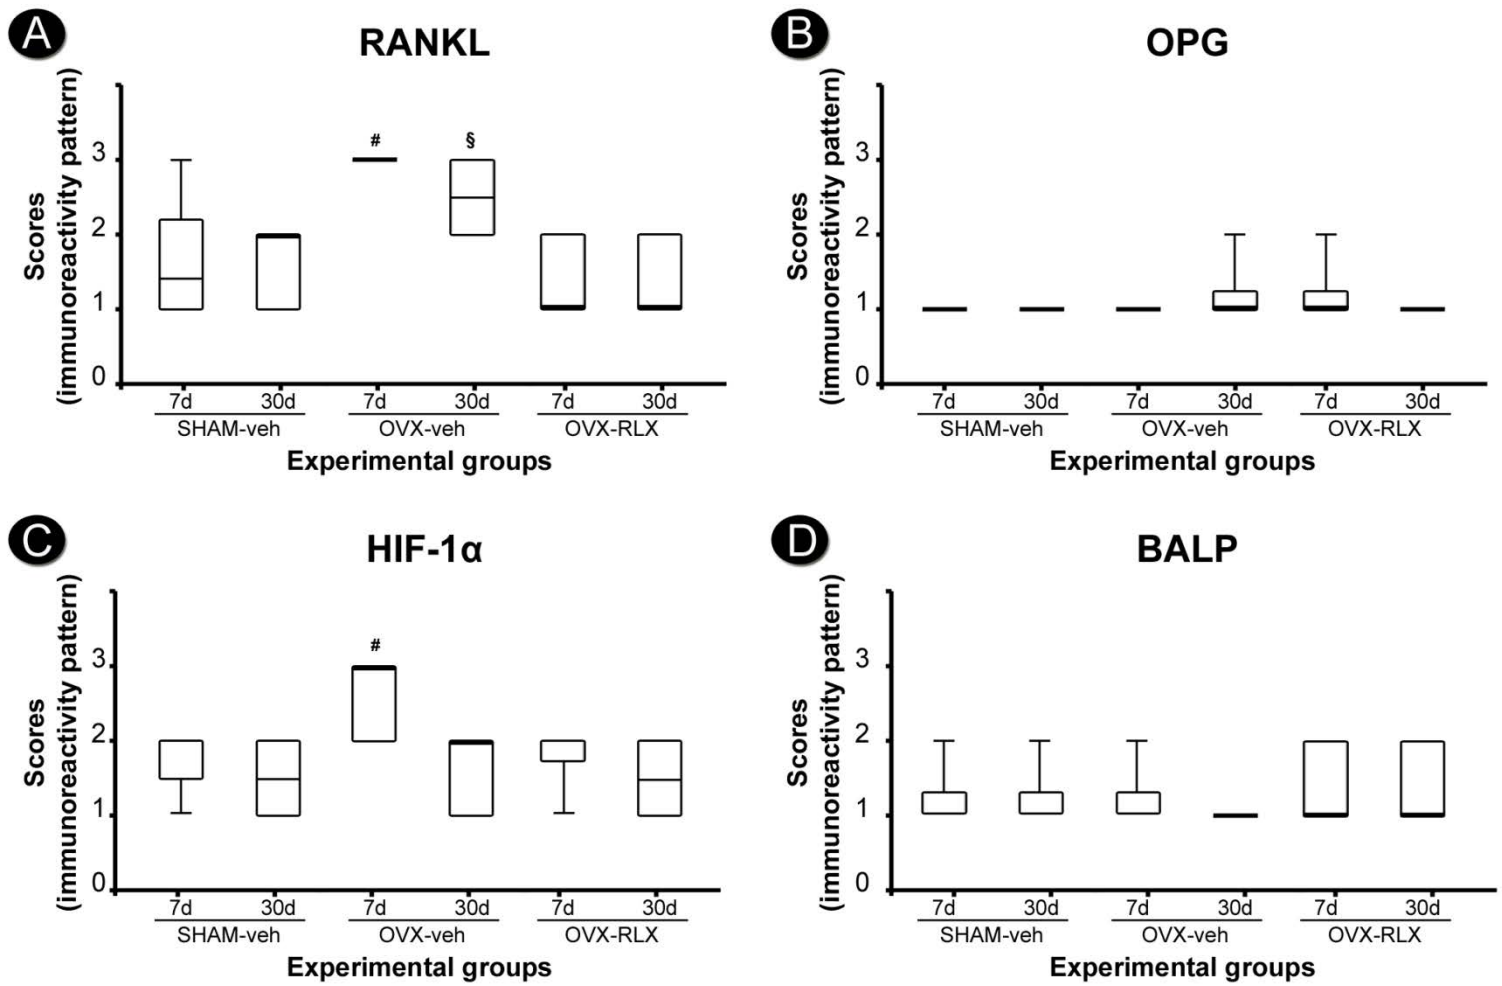 A
RANKL
Scores
(immunoreactivity pattern)
3
2
1
0
#
§
7d 30d 7d 30d 7d 30d
SHAM-veh OVX-veh OVX-RLX
Experimental groups
B
OPG
Scores
(immunoreactivity pattern)
3
2
1
0
7d 30d 7d 30d 7d 30d
SHAM-veh OVX-veh OVX-RLX
Experimental groups
C
HIF-1α
Scores
(immunoreactivity pattern)
3
2
1
0
#
7d 30d 7d 30d 7d 30d
SHAM-veh OVX-veh OVX-RLX
Experimental groups
D
BALP
Scores
(immunoreactivity pattern)
3
2
1
0
7d 30d 7d 30d 7d 30d
SHAM-veh OVX-veh OVX-RLX
Experimental groups